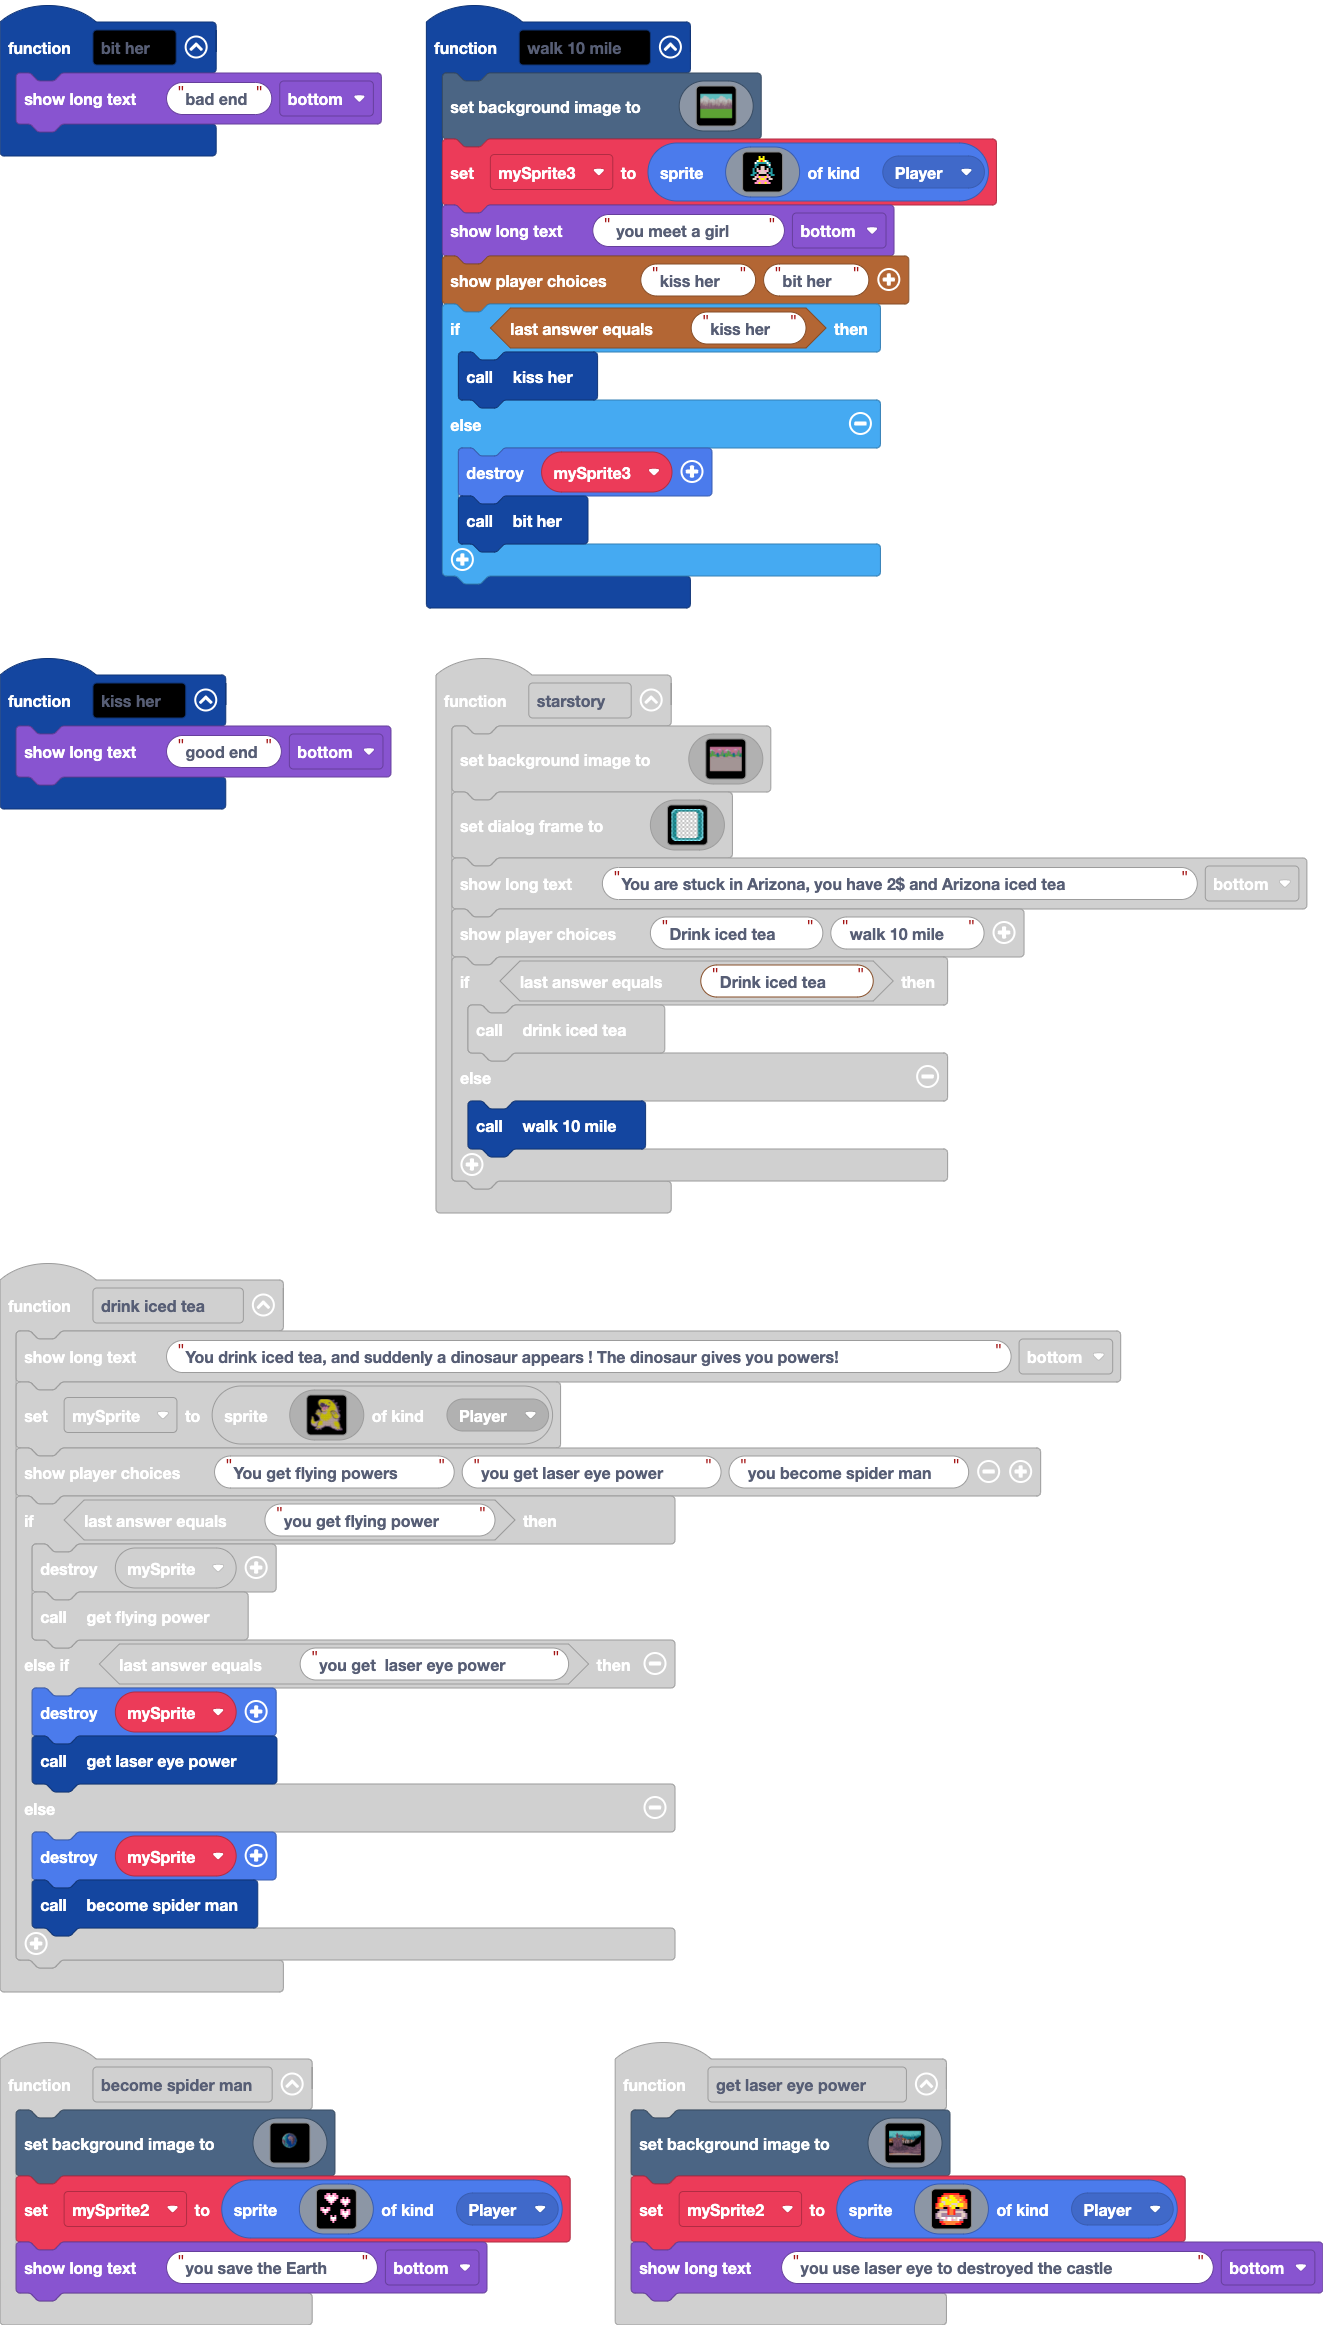 function bit her
show long text "bad end" bottom
function walk 10 mile
set background image to
set mySprite3 to sprite of kind Player
show long text "you meet a girl" bottom
show player choices "kiss her" "bit her"
if last answer equals "kiss her" then
call kiss her
else
destroy mySprite3
call bit her
function kiss her
show long text "good end" bottom
function starstory
set background image to
set dialog frame to
show long text "You are stuck in Arizona, you have 2$ and Arizona iced tea" bottom
show player choices "Drink iced tea" "walk 10 mile"
if last answer equals "Drink iced tea" then
call drink iced tea
else
call walk 10 mile
function drink iced tea
show long text "You drink iced tea, and suddenly a dinosaur appears ! The dinosaur gives you powers!" bottom
set mySprite to sprite of kind Player
show player choices "You get flying powers" "you get laser eye power" "you become spider man"
if last answer equals "you get flying power" then
destroy mySprite
call get flying power
else if last answer equals "you get  laser eye power" then
destroy mySprite
call get laser eye power
else
destroy mySprite
call become spider man
function become spider man
set background image to
set mySprite2 to sprite of kind Player
show long text "you save the Earth" bottom
function get laser eye power
set background image to
set mySprite2 to sprite of kind Player
show long text "you use laser eye to destroyed the castle" bottom